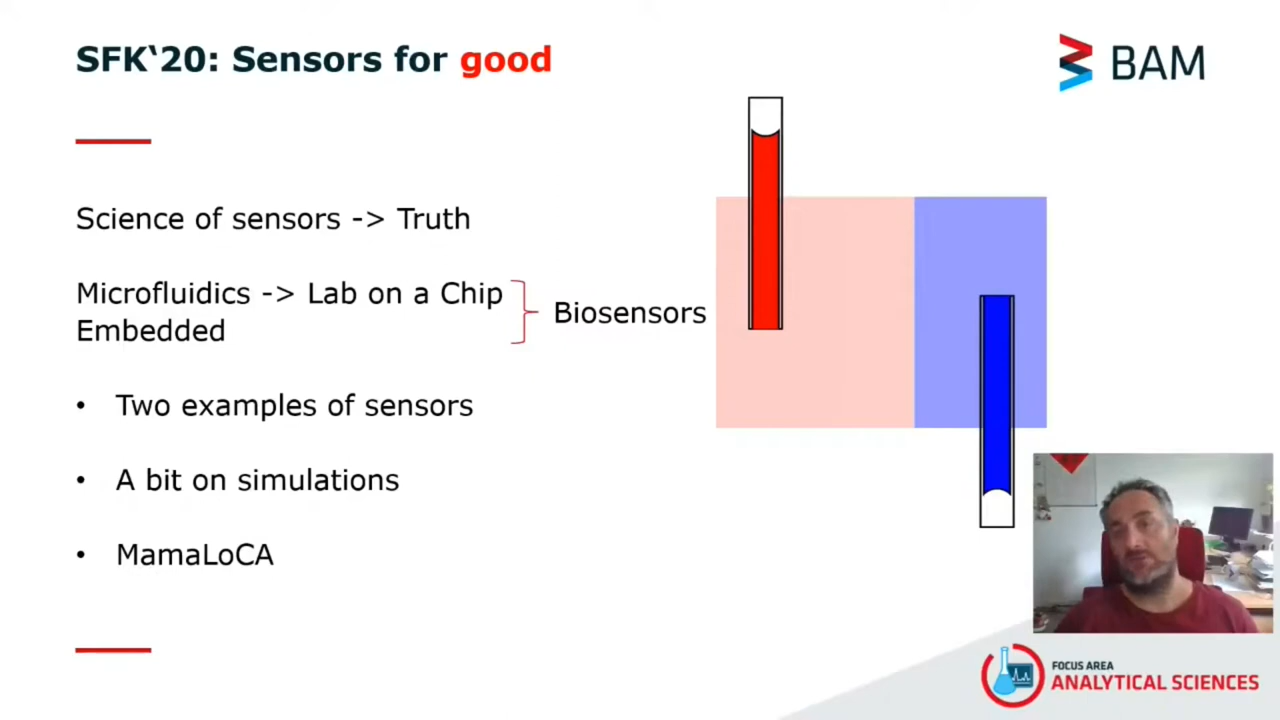 SFK‘20: Sensors for good
BAM
Science of sensors -> Truth
Microfluidics -> Lab on a Chip
Embedded
Biosensors
• Two examples of sensors
• A bit on simulations
• MamaLoCA
FOCUS AREA
ANALYTICAL SCIENCES